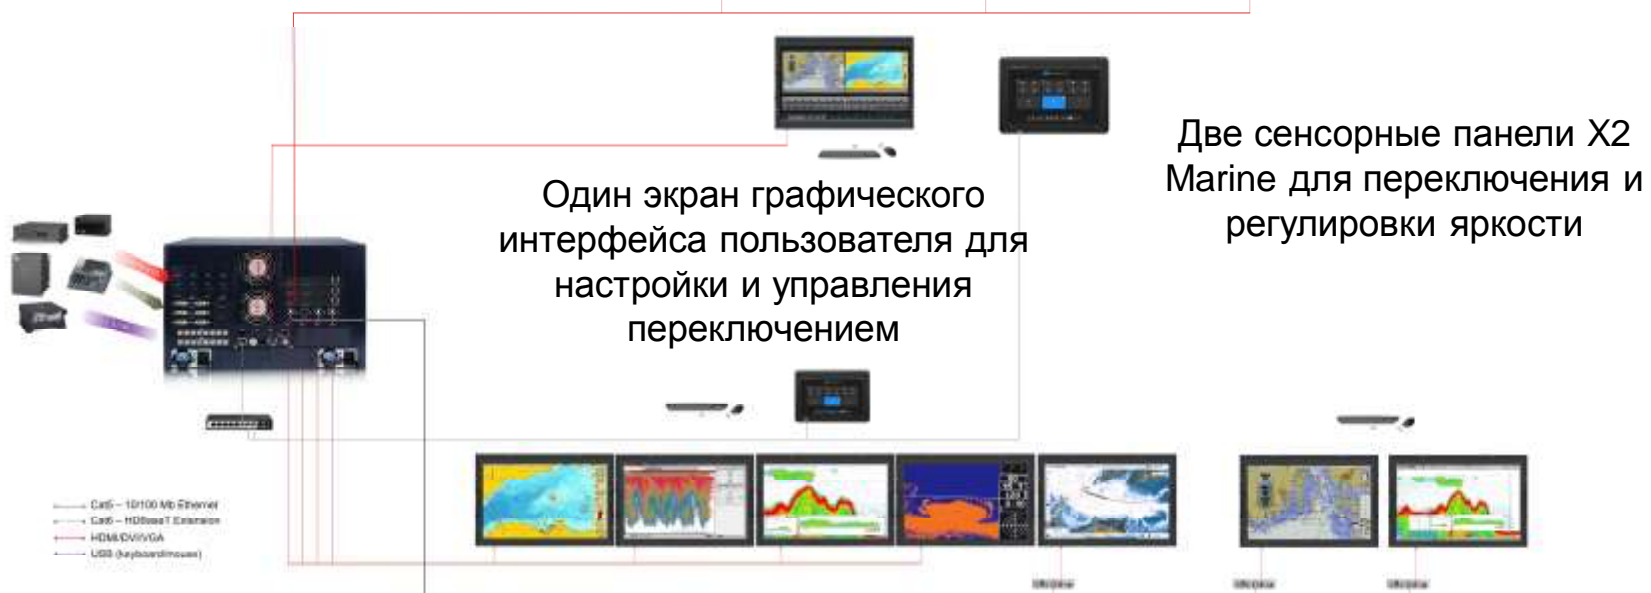 Две сенсорные панели X2
Marine для переключения и
регулировки яркости
Один экран графического
интерфейса пользователя для
настройки и управления
переключением
Cat5 – 10/100 Mb Ethernet
Cat6 – HDBaseT Extension
HDMI/DVI/VGA
USB (keyboard/mouse)